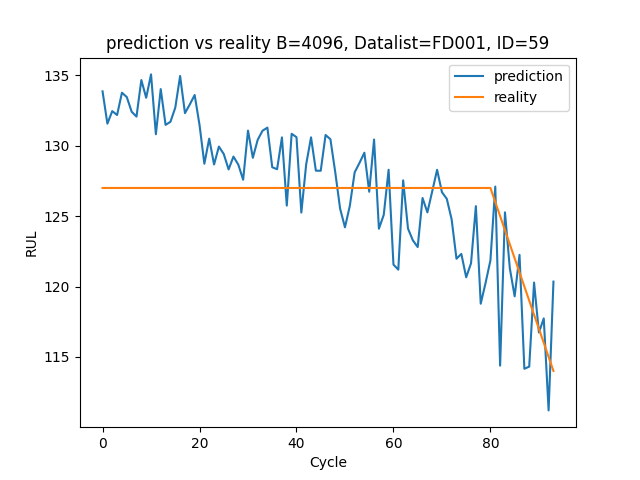 prediction vs reality B=4096, Datalist=FD001, ID=59
prediction
reality
135
130
125
120
115
RUL
0
20
40
60
80
Cycle